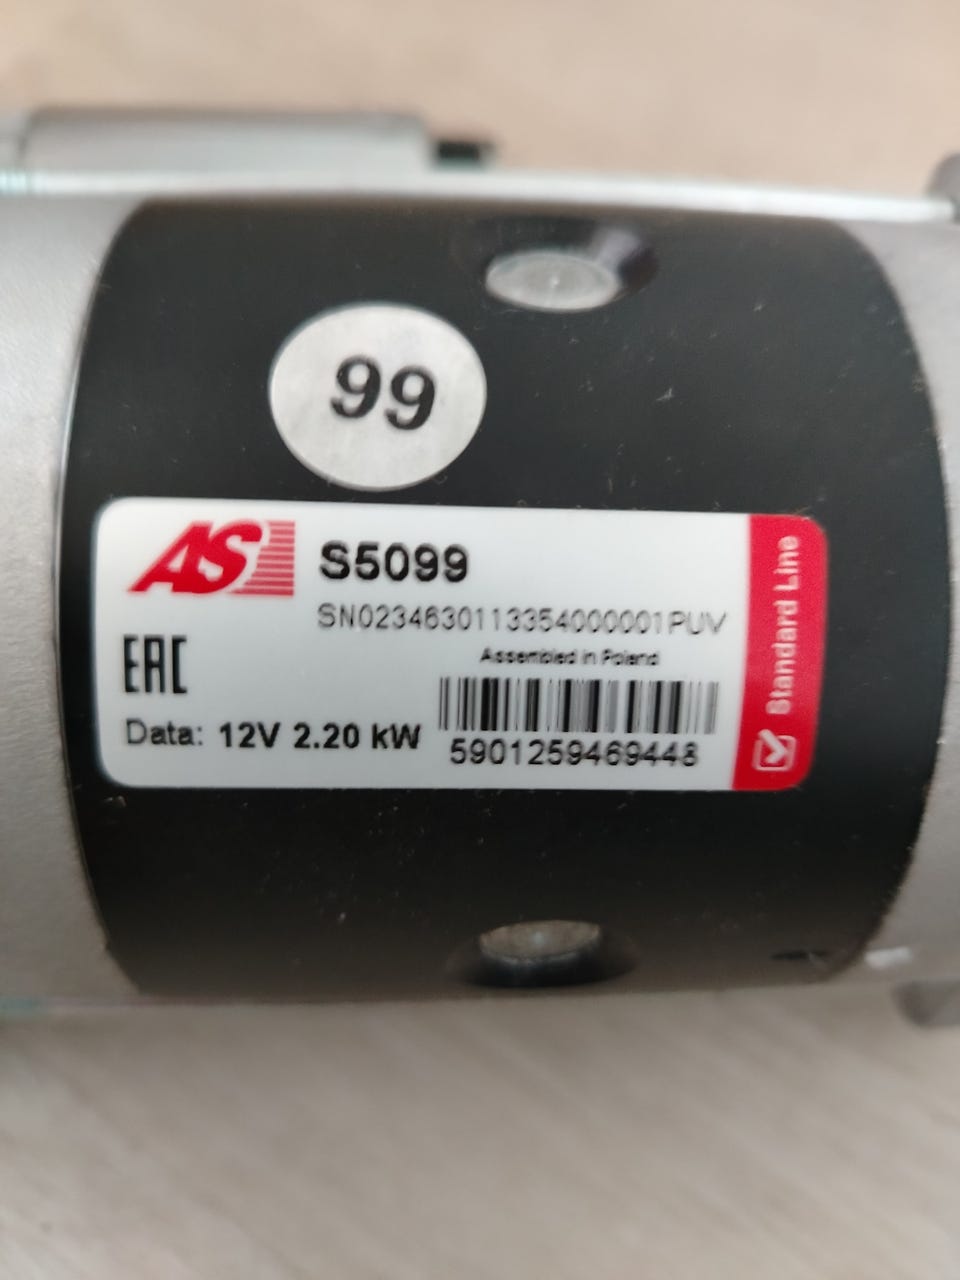 99
AS
S5099
SN02346301133540000001PUV
Assembled in Poland
EAC
Data: 12V 2.20 kW
5901259469448
Standard Line